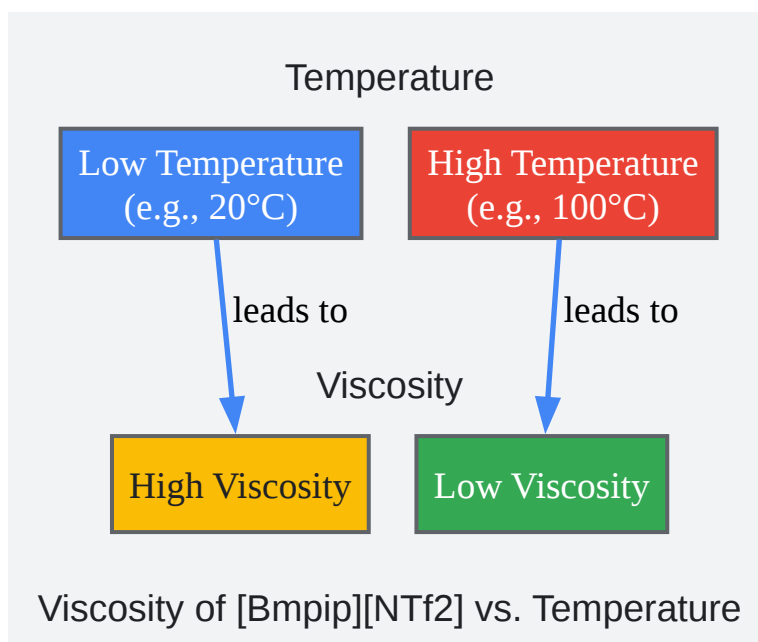 Temperature
Low Temperature
(e.g., 20°C)
High Temperature
(e.g., 100°C)
leads to
leads to
Viscosity
High Viscosity
Low Viscosity
Viscosity of [Bmpip][NTf2] vs. Temperature